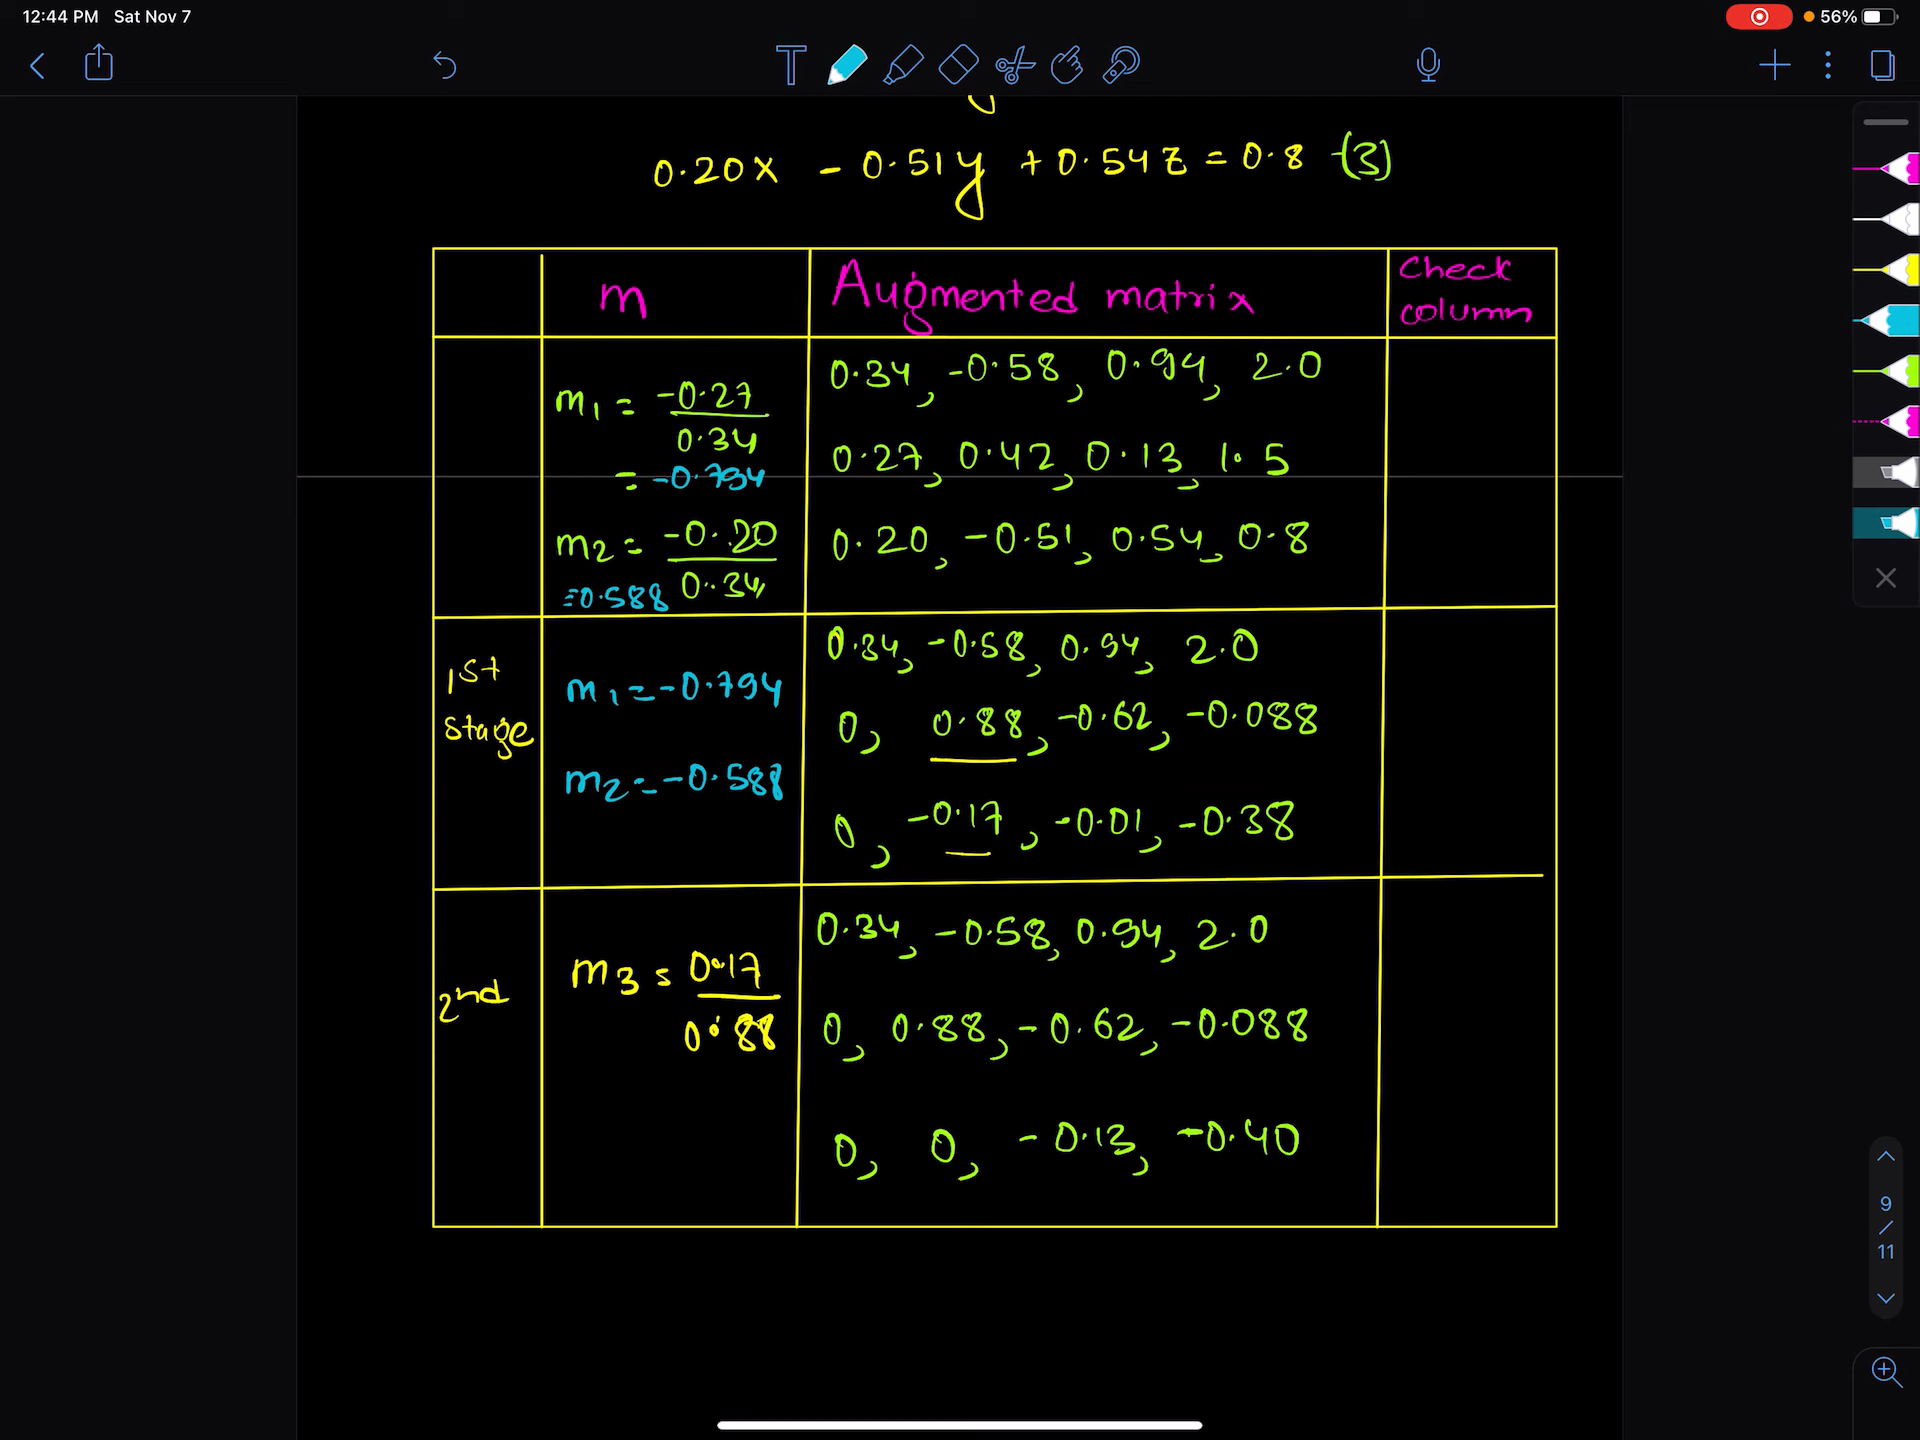 12:44 PM Sat Nov 7
56%
0.20x - 0.51y + 0.54z = 0.8 -(3)
m
Augmented matrix
Check
column
m1 = -0.27
0.34
= -0.794
m2 = -0.20
0.34
=0.588
0.34, -0.58, 0.94, 2.0
0.27, 0.42, 0.13, 1.5
0.20, -0.51, 0.54, 0.8
1st
stage
m1 = -0.794
m2 = -0.588
0.34, -0.58, 0.94, 2.0
0, 0.88, -0.62, -0.088
0, -0.17, -0.01, -0.38
2nd
m3 = 0.17
0.88
0.34, -0.58, 0.94, 2.0
0, 0.88, -0.62, -0.088
0, 0, -0.13, -0.40
9
/
11